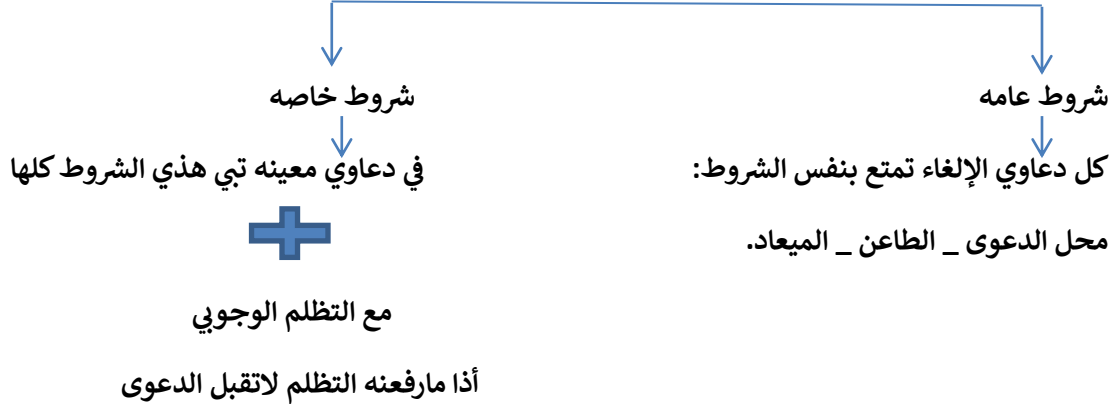 شروط عامه
كل دعاوي الإلغاء تمتع بنفس الشروط:
محل الدعوى _ الطاعن _ الميعاد.
شروط خاصه
في دعاوي معينه تبي هذي الشروط كلها
مع التظلم الوجوبي
أذا مارفعنه التظلم لاتقبل الدعوى